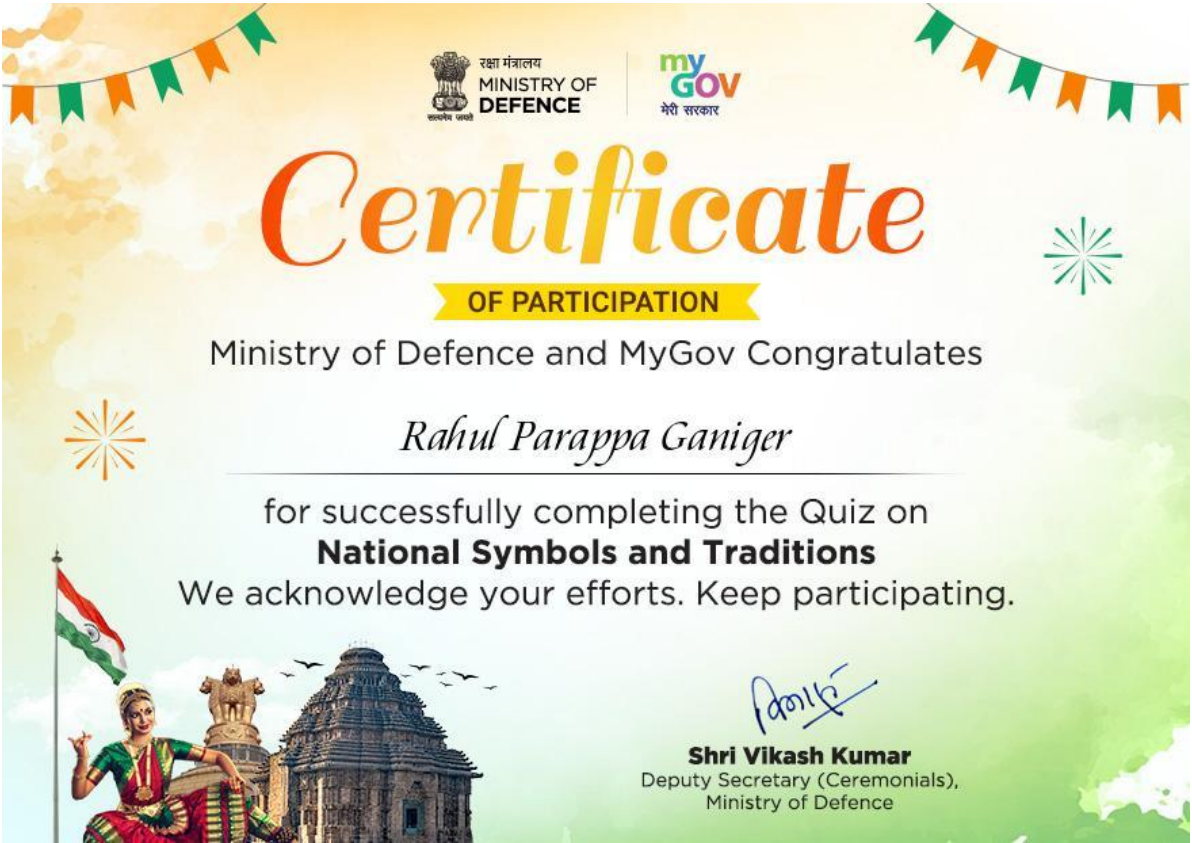 रक्षा मंत्रालय
MINISTRY OF
DEFENCE
सत्यमेव जयते
my
GOV
मेरी सरकार
Certificate
OF PARTICIPATION
Ministry of Defence and MyGov Congratulates
Rahul Parappa Ganiger
for successfully completing the Quiz on
National Symbols and Traditions
We acknowledge your efforts. Keep participating.
Shri Vikash Kumar
Deputy Secretary (Ceremonials),
Ministry of Defence